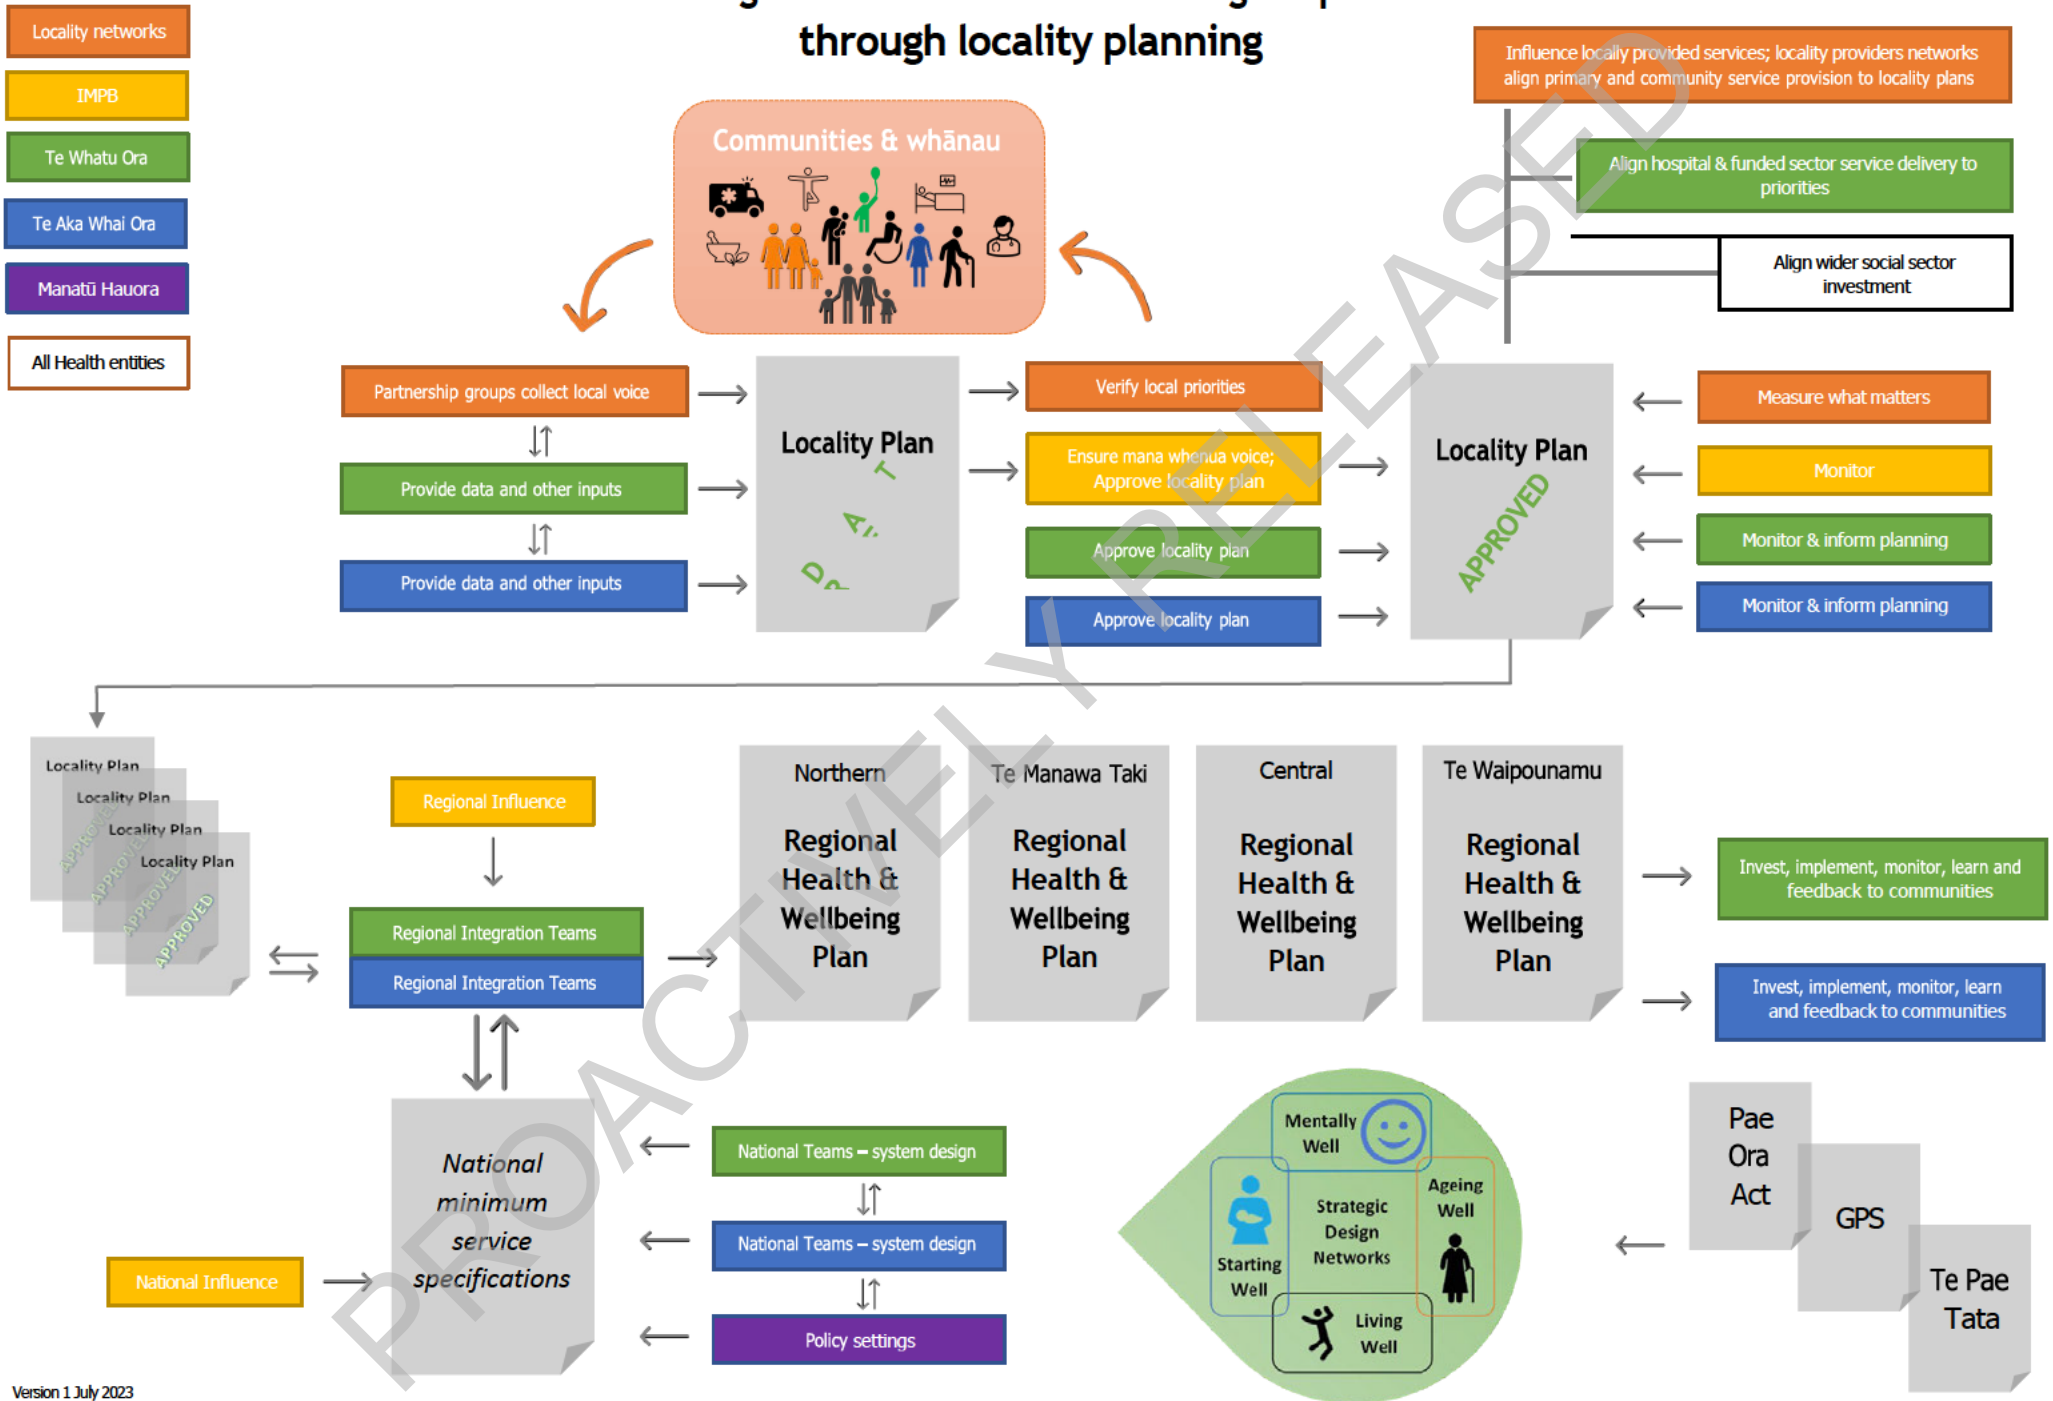 through locality planning
Locality networks
IMPB
Te Whatu Ora
Te Aka Whai Ora
Manatū Hauora
All Health entities
Communities & whānau
Influence locally provided services; locality providers networks
align primary and community service provision to locality plans
Align hospital & funded sector service delivery to
priorities
Align wider social sector
investment
Partnership groups collect local voice
Provide data and other inputs
Provide data and other inputs
Locality Plan
DRAFT
Verify local priorities
Ensure mana whenua voice;
Approve locality plan
Approve locality plan
Approve locality plan
Locality Plan
APPROVED
Measure what matters
Monitor
Monitor & inform planning
Monitor & inform planning
Locality Plan
APPROVED
Locality Plan
APPROVED
Locality Plan
APPROVED
Locality Plan
APPROVED
Regional Influence
Regional Integration Teams
Regional Integration Teams
Northern
Regional
Health &
Wellbeing
Plan
Te Manawa Taki
Regional
Health &
Wellbeing
Plan
Central
Regional
Health &
Wellbeing
Plan
Te Waipounamu
Regional
Health &
Wellbeing
Plan
Invest, implement, monitor, learn and
feedback to communities
Invest, implement, monitor, learn
and feedback to communities
National
minimum
service
specifications
National Influence
National Teams – system design
National Teams – system design
Policy settings
Mentally
Well
Ageing
Well
Strategic
Design
Networks
Starting
Well
Living
Well
Pae
Ora
Act
GPS
Te Pae
Tata
Version 1 July 2023
PROACTIVELY RELEASED